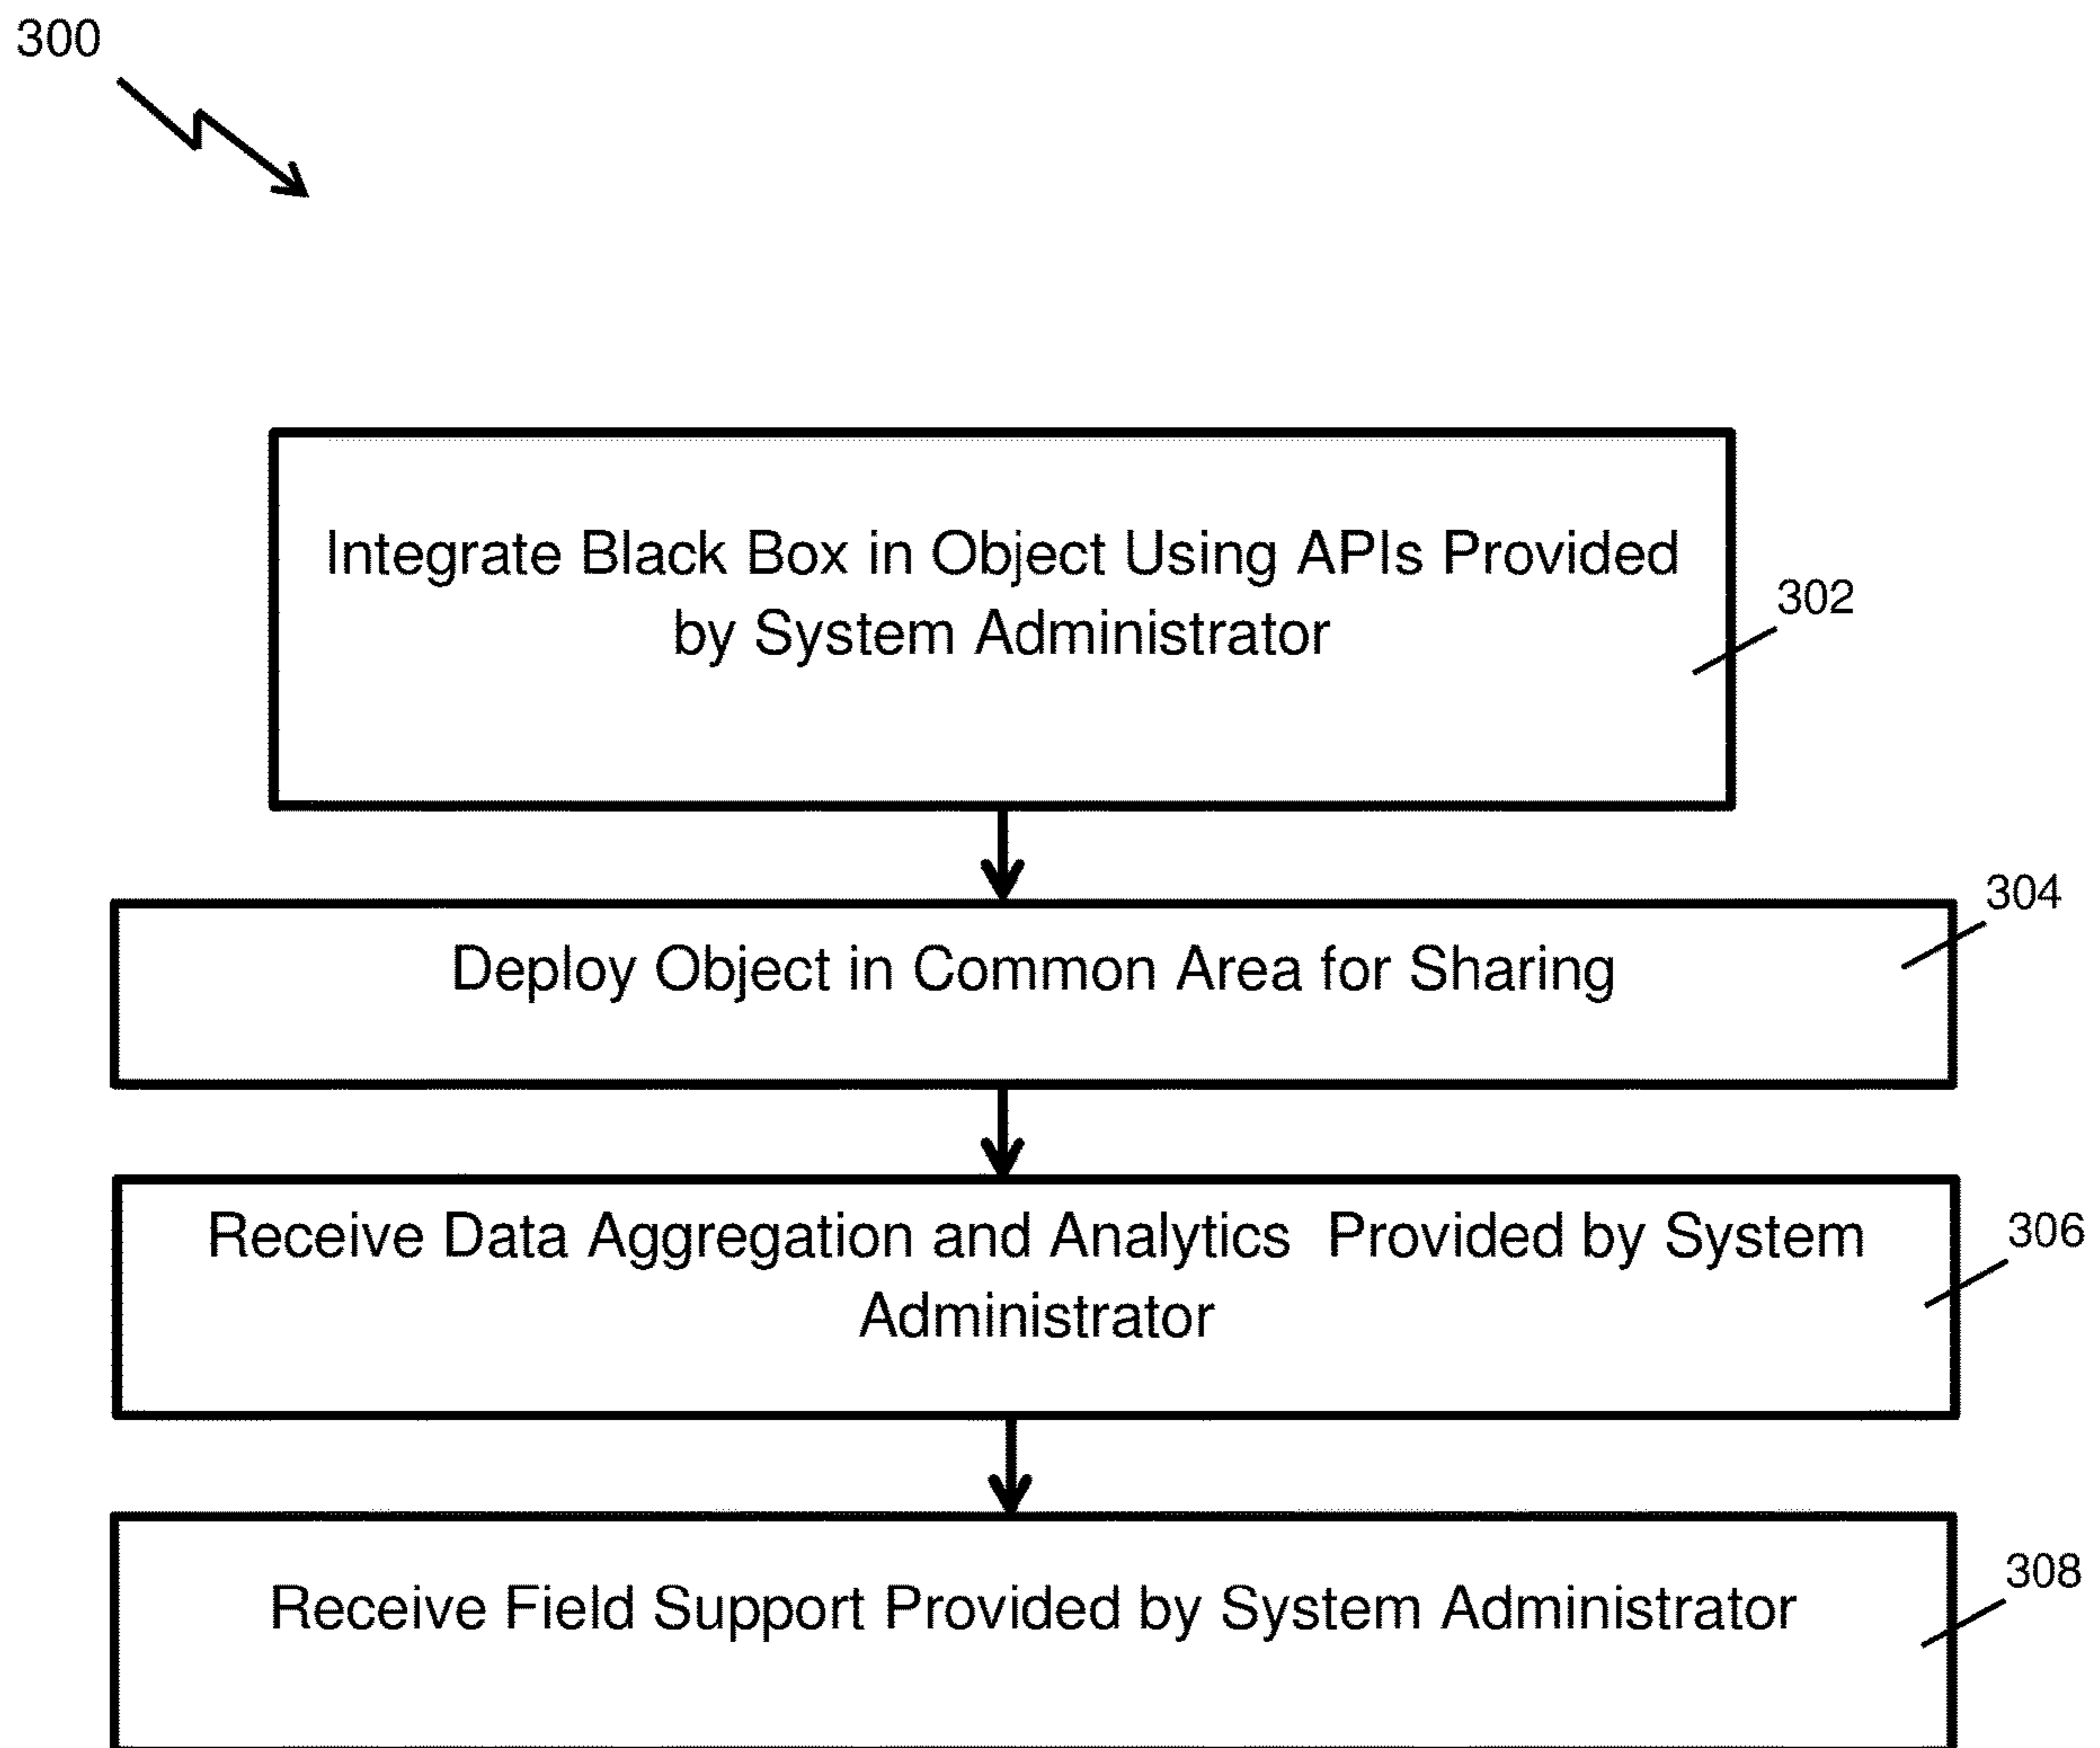 300
Integrate Black Box in Object Using APIs Provided
by System Administrator
302
Deploy Object in Common Area for Sharing
304
Receive Data Aggregation and Analytics Provided by System
Administrator
306
Receive Field Support Provided by System Administrator
308